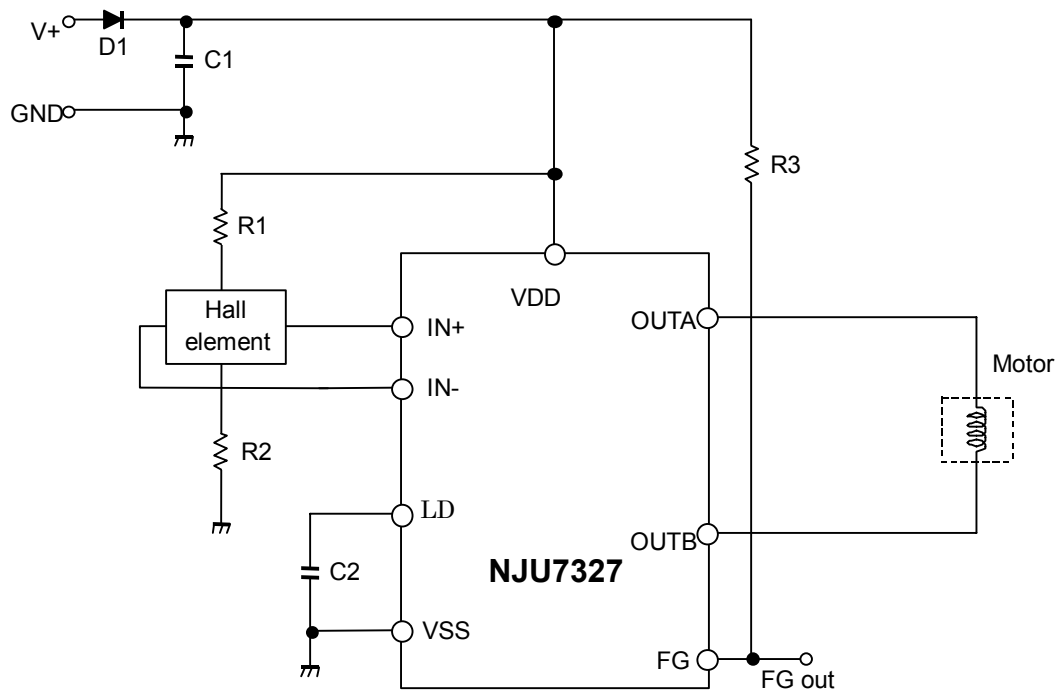 V+
D1
C1
GND
R3
R1
VDD
Hall
element
IN+
OUTA
Motor
IN-
R2
LD
OUTB
C2
NJU7327
VSS
FG
FG out